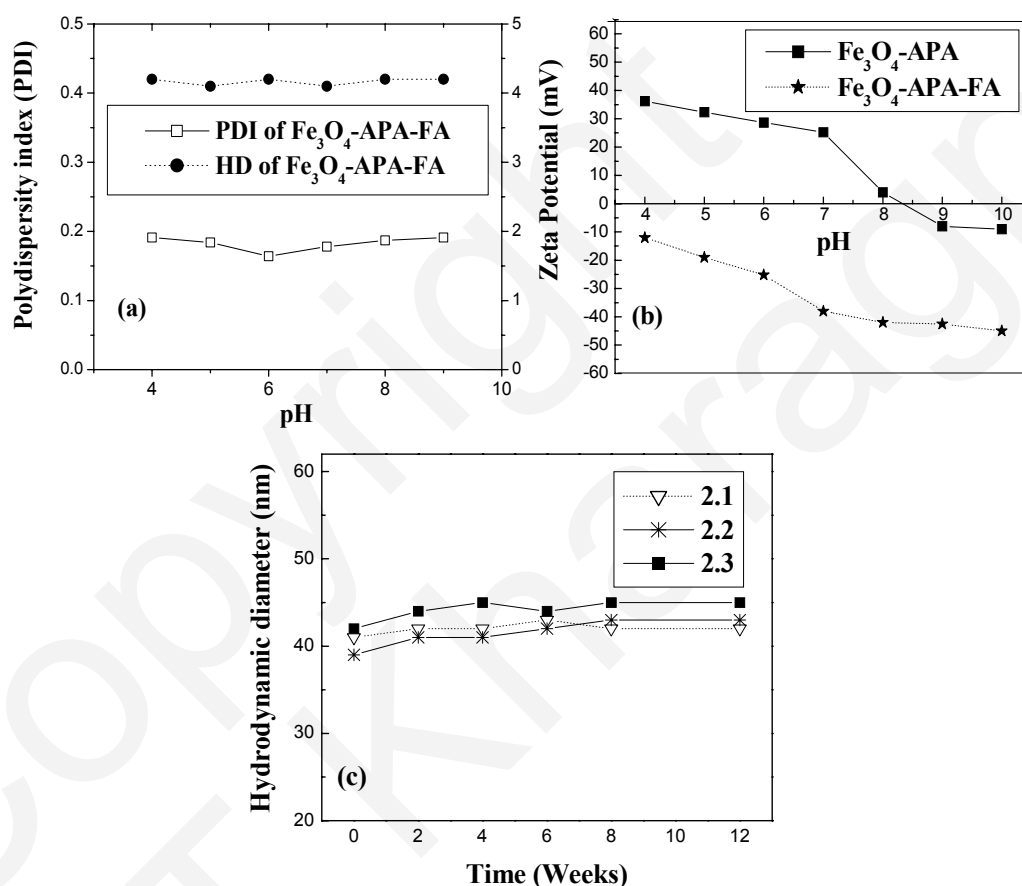 0.5
0.4
0.3
0.2
0.1
0.0
Polydispersity index (PDI)
5
4
3
2
1
0
PDI of Fe₃O₄-APA-FA
HD of Fe₃O₄-APA-FA
(a)
4 6 8 10
pH
60
50
40
30
20
10
0
-10
-20
-30
-40
-50
-60
Zeta Potential (mV)
Fe₃O₄-APA
Fe₃O₄-APA-FA
4 5 6 7 8 9 10
pH
(b)
60
50
40
30
20
Hydrodynamic diameter (nm)
2.1
2.2
2.3
(c)
0 2 4 6 8 10 12
Time (Weeks)
opyright
Kharagp